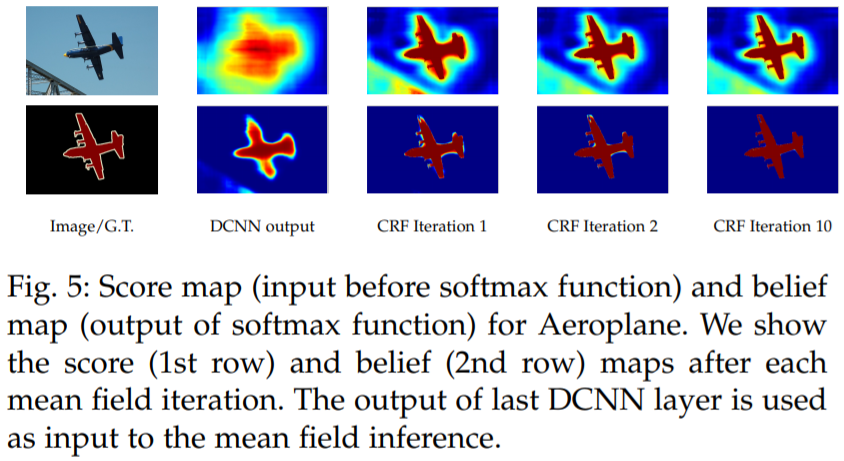 Image/G.T.
DCNN output
CRF Iteration 1
CRF Iteration 2
CRF Iteration 10
Fig. 5: Score map (input before softmax function) and belief
map (output of softmax function) for Aeroplane. We show
the score (1st row) and belief (2nd row) maps after each
mean field iteration. The output of last DCNN layer is used
as input to the mean field inference.